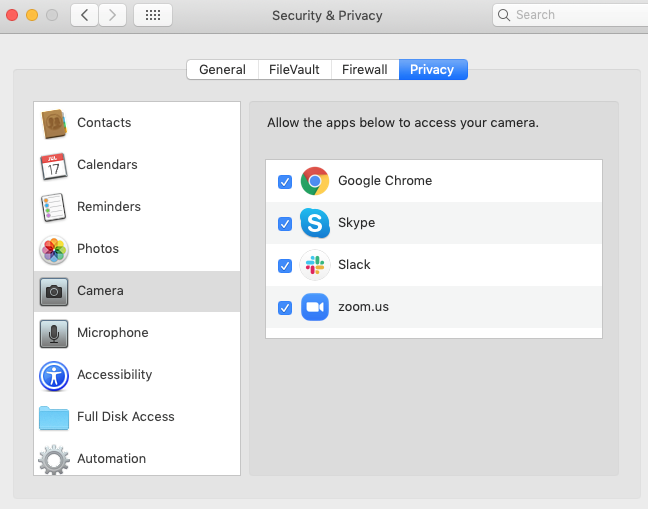 Security & Privacy
Search
General
FileVault
Firewall
Privacy
Contacts
JUL
17
Calendars
Reminders
Photos
Camera
Microphone
Accessibility
Full Disk Access
Automation
Allow the apps below to access your camera.
Google Chrome
S
Skype
Slack
zoom.us